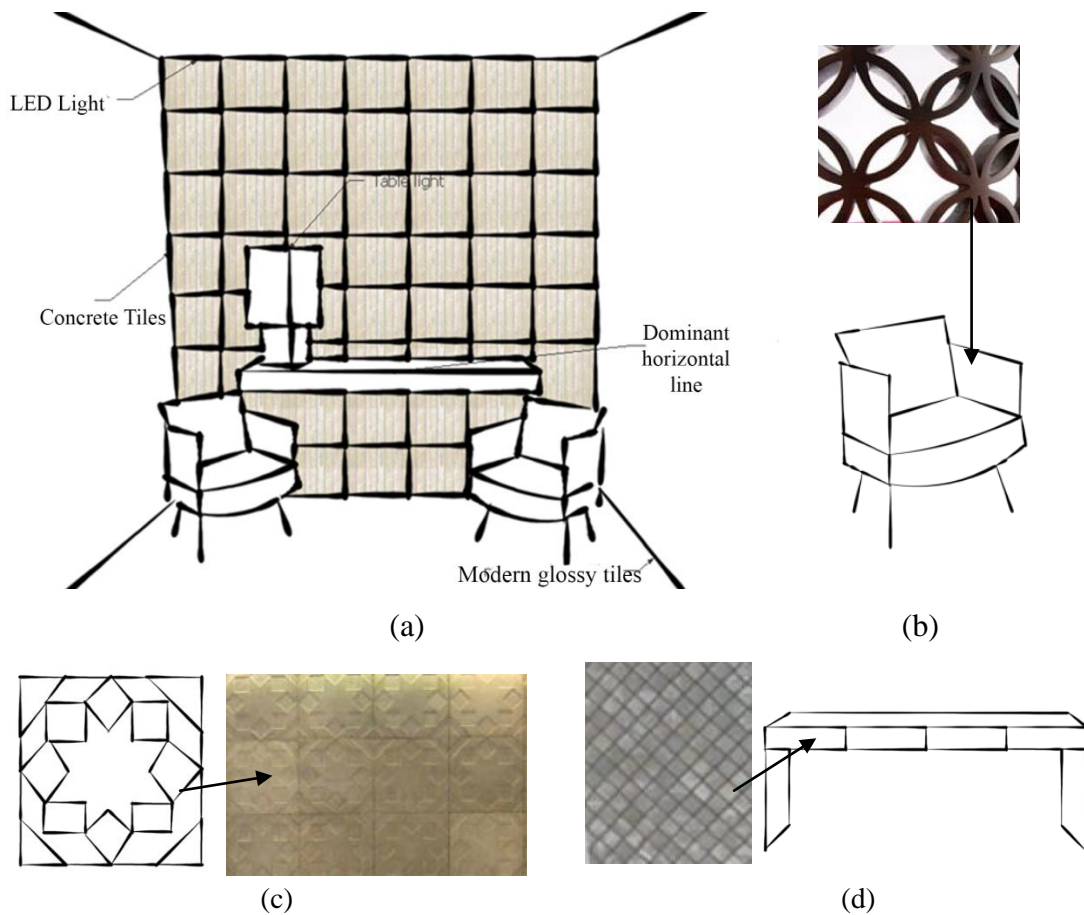 LED Light
Table light
Concrete Tiles
Dominant
horizontal
line
Modern glossy tiles
(a)
(b)
(c)
(d)